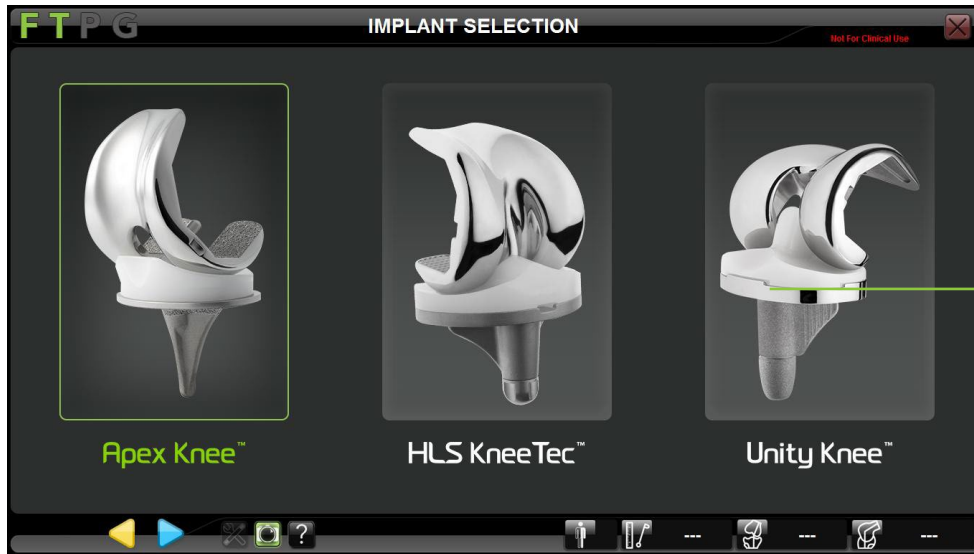 FTPG
IMPLANT SELECTION
Not For Clinical Use
Apex Knee™
HLS KneeTec™
Unity Knee™
?
---
---
---